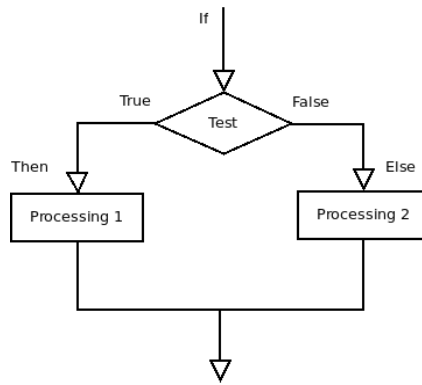 If
True
False
Test
Then
Else
Processing 1
Processing 2